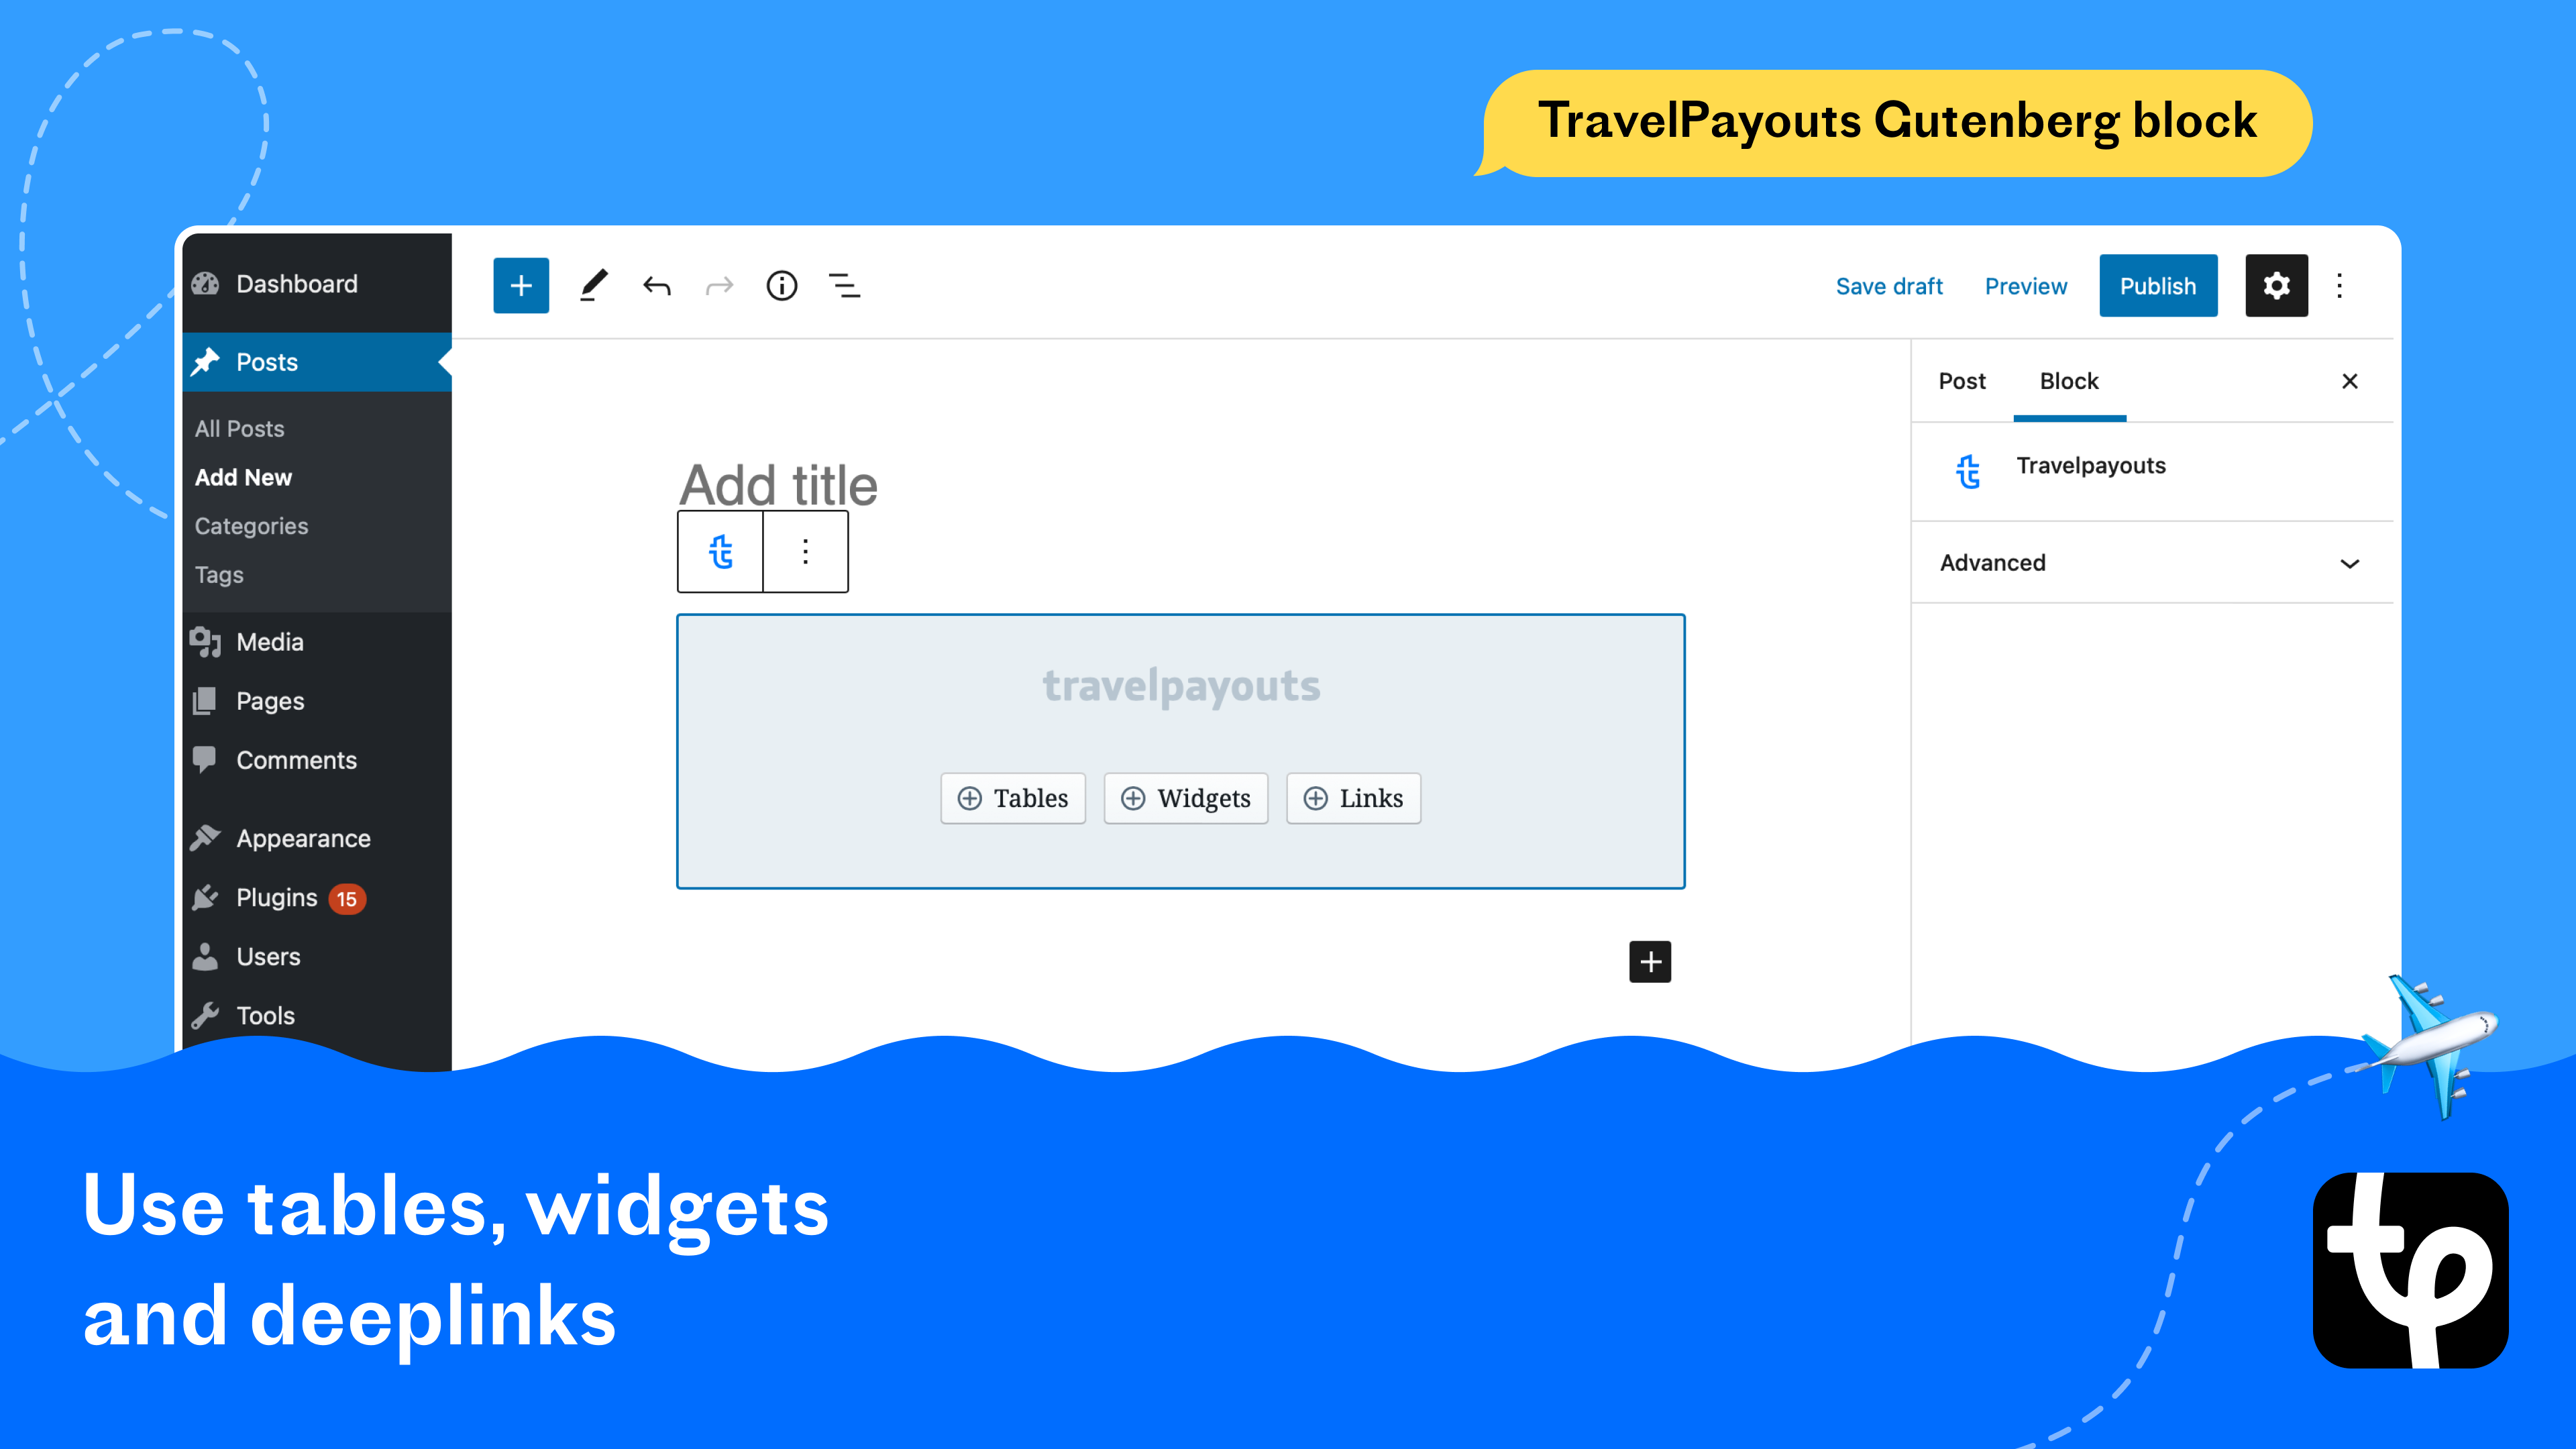 TravelPayouts Gutenberg block
Dashboard
Posts
All Posts
Add New
Categories
Tags
Media
Pages
Comments
Appearance
Plugins 15
Users
Tools
Save draft Preview Publish
Add title
travelpayouts
Tables Widgets Links
Post Block
Travelpayouts
Advanced
Use tables, widgets
and deeplinks
tp